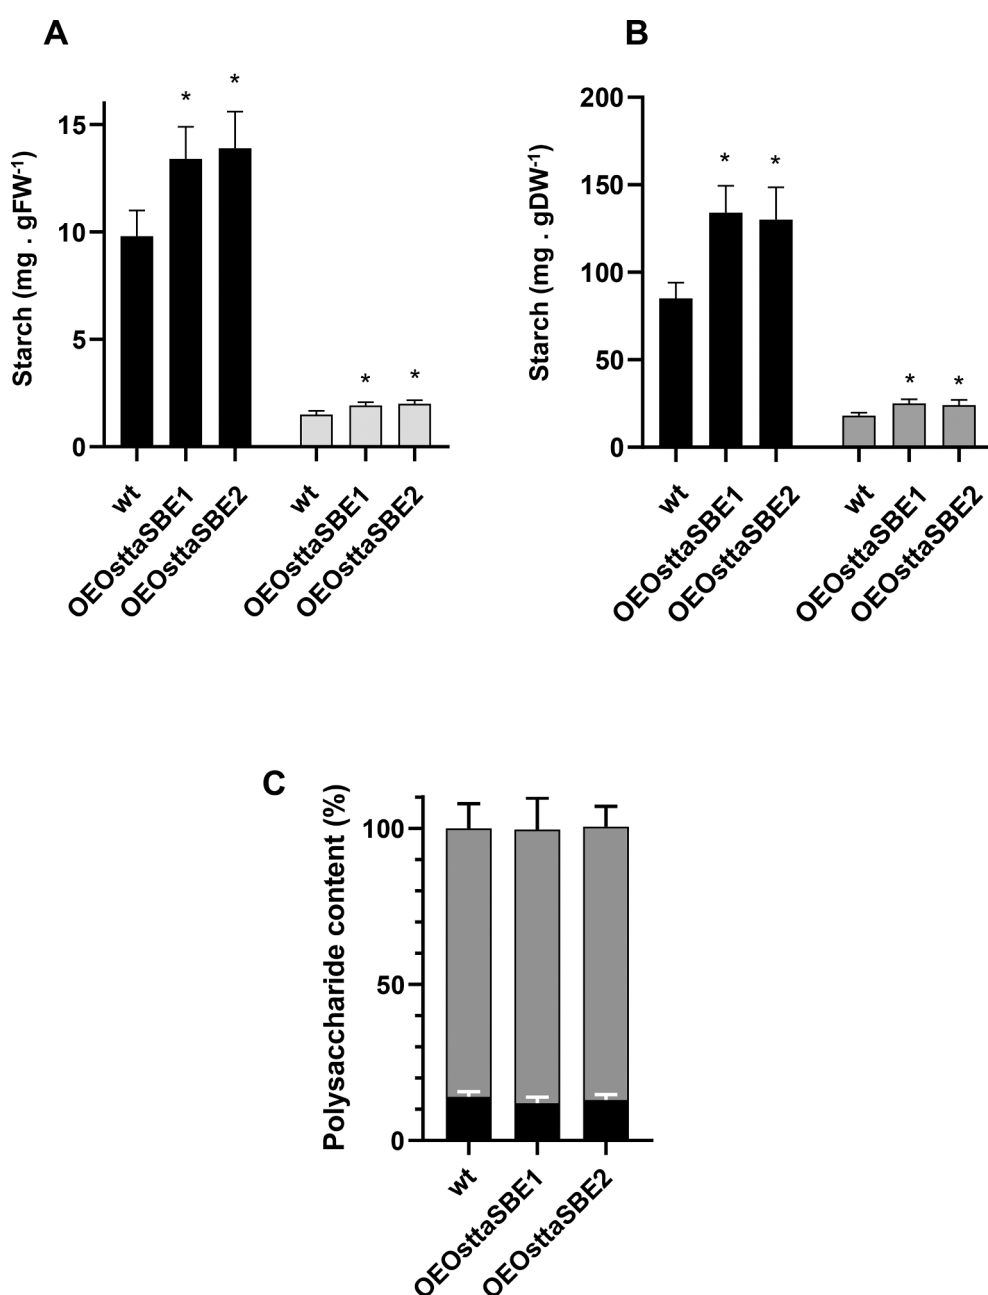 A
Starch (mg . gFW⁻¹)
15
10
5
0
* *
* *
wt
OEOsttaSBE1
OEOsttaSBE2
wt
OEOsttaSBE1
OEOsttaSBE2
B
Starch (mg . gDW⁻¹)
200
150
100
50
0
* *
* *
wt
OEOsttaSBE1
OEOsttaSBE2
wt
OEOsttaSBE1
OEOsttaSBE2
C
Polysaccharide content (%)
100
50
0
wt
OEOsttaSBE1
OEOsttaSBE2